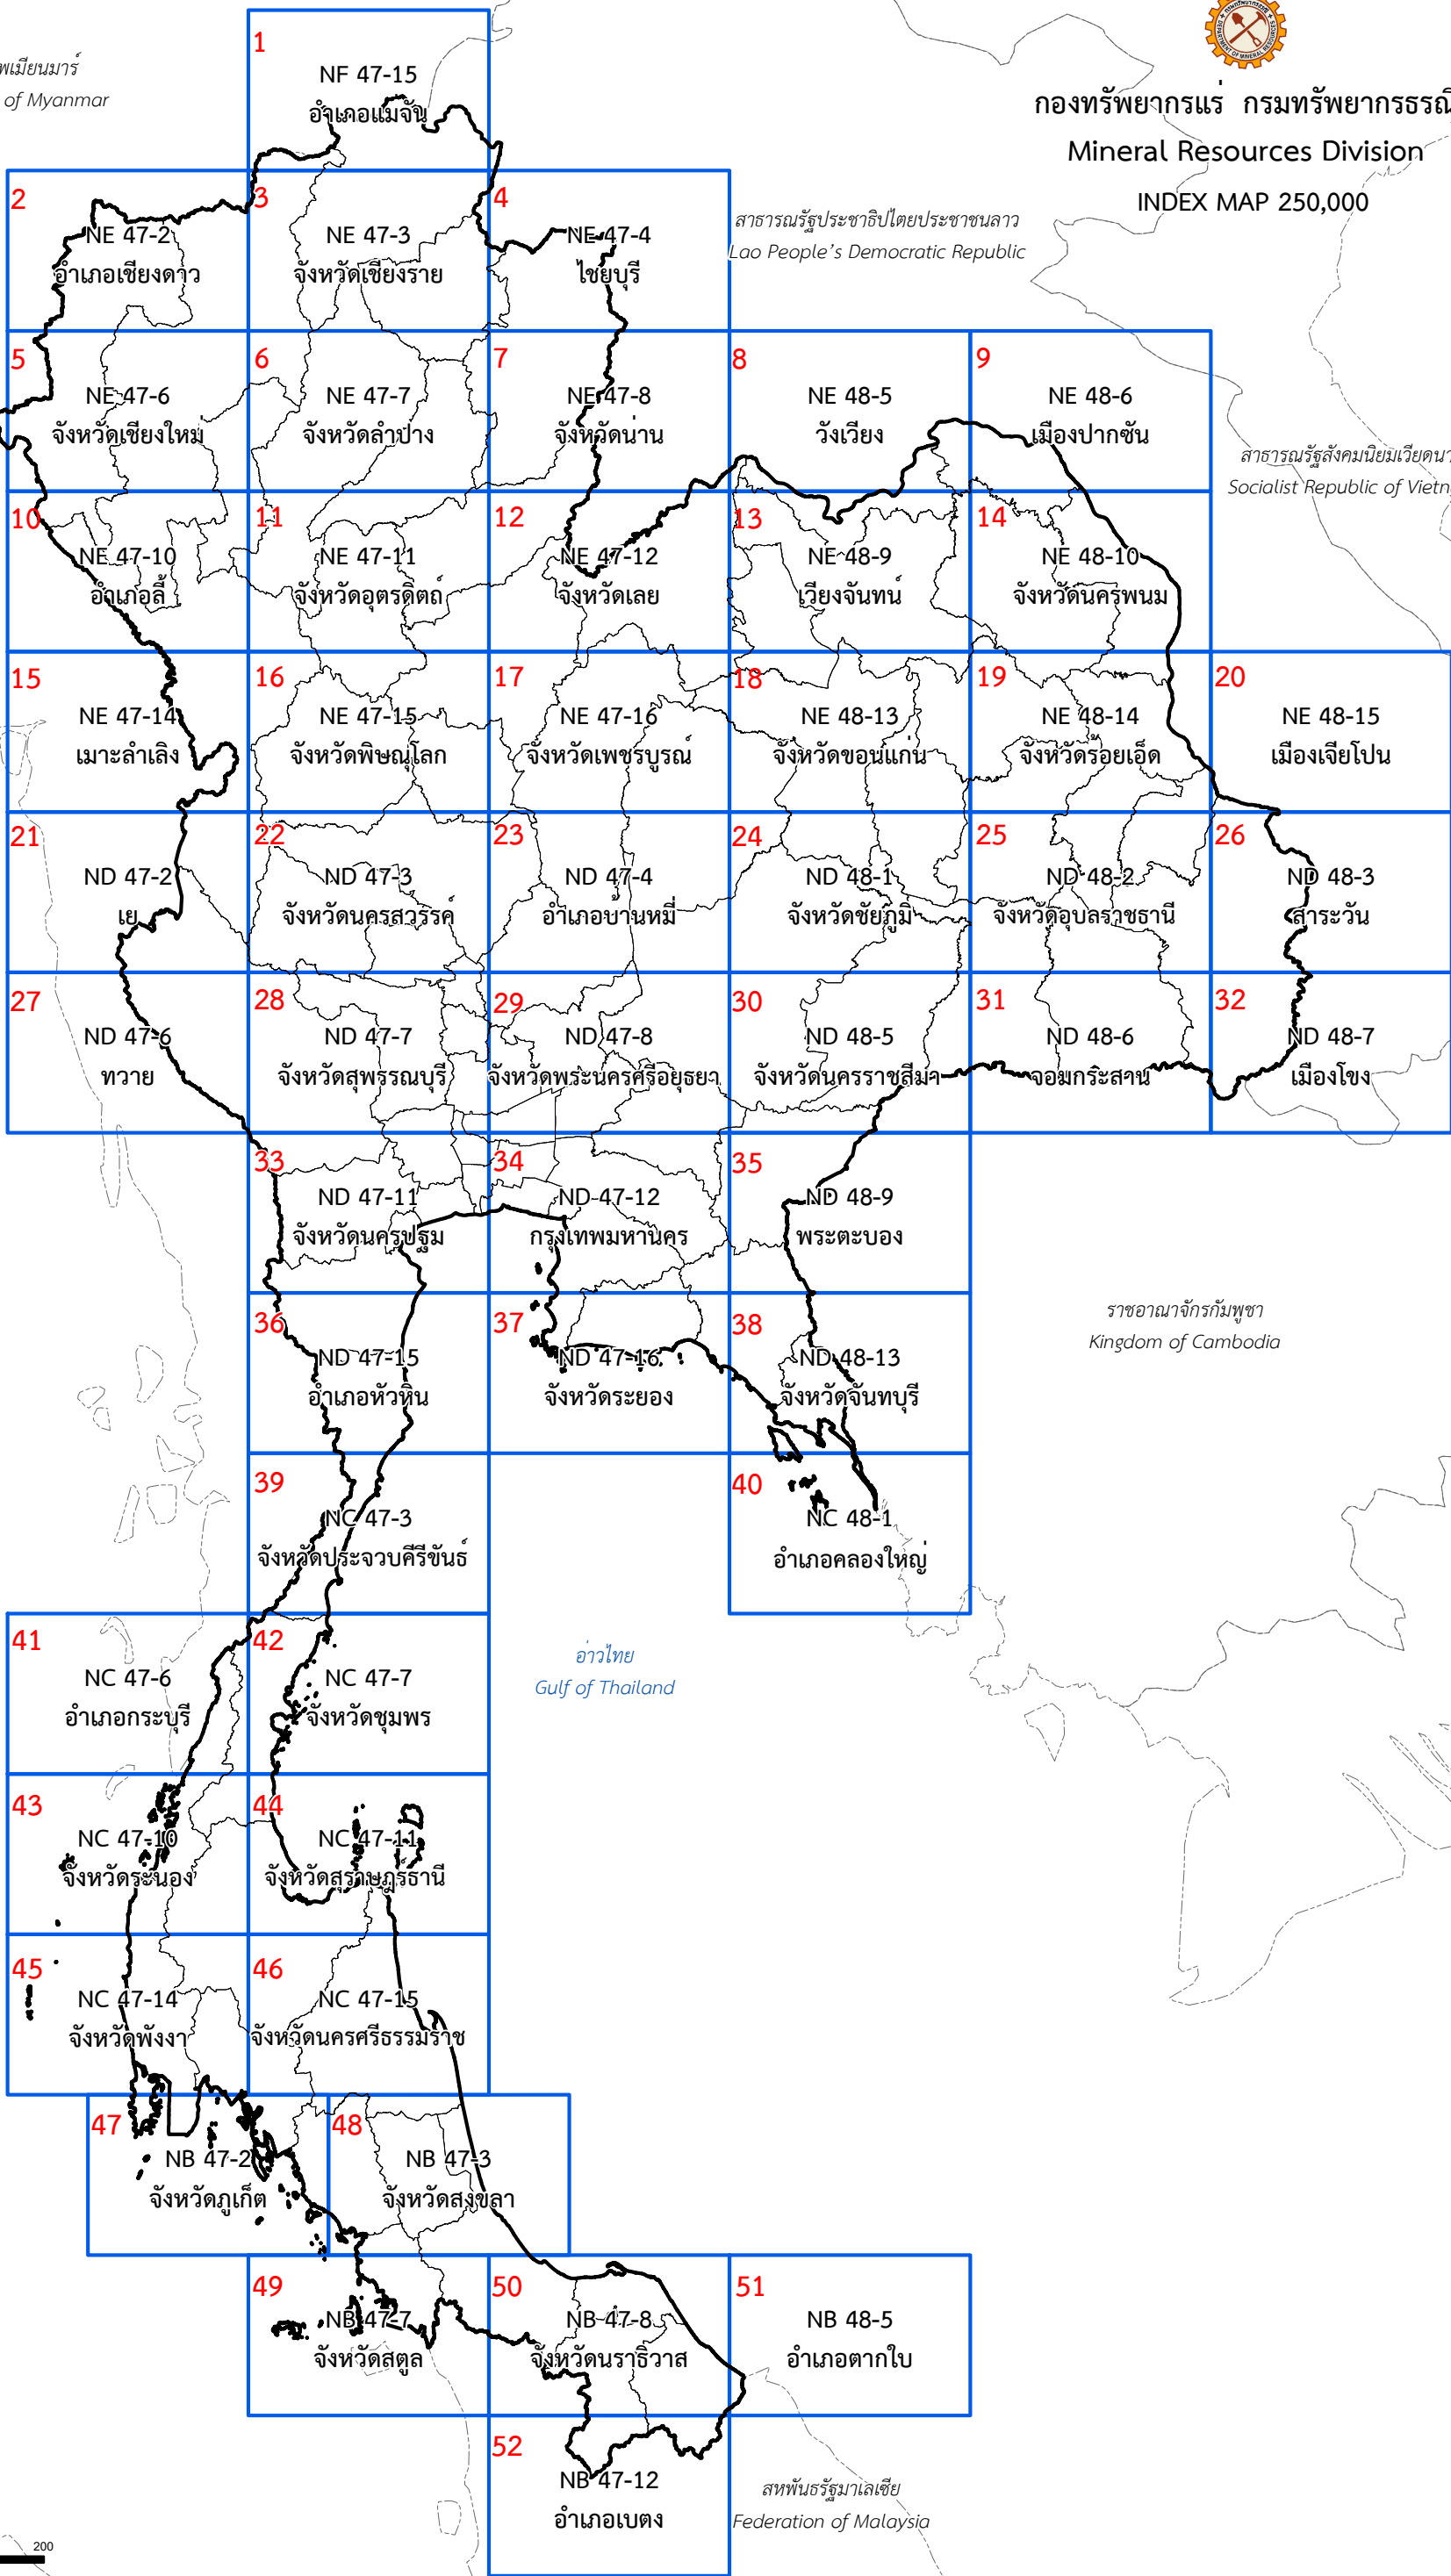 กรมทรัพยากรธรณี
DEPARTMENT OF MINERAL RESOURCES
กองทรัพยากรแร่ กรมทรัพยากรธรณี
Mineral Resources Division
INDEX MAP 250,000
พเมียนมาร์
of Myanmar
สาธารณรัฐประชาธิปไตยประชาชนลาว
Lao People's Democratic Republic
สาธารณรัฐสังคมนิยมเวียดนา
Socialist Republic of Vietn
1
NF 47-15
อำเภอแม่จัน
2
NE 47-2
อำเภอเชียงดาว
3
NE 47-3
จังหวัดเชียงราย
4
NE 47-4
ไชยบุรี
5
NE 47-6
จังหวัดเชียงใหม่
6
NE 47-7
จังหวัดลำปาง
7
NE 47-8
จังหวัดน่าน
8
NE 48-5
วังเวียง
9
NE 48-6
เมืองปากซัน
10
NE 47-10
อำเภอลี้
11
NE 47-11
จังหวัดอุตรดิตถ์
12
NE 47-12
จังหวัดเลย
13
NE 48-9
เวียงจันทน์
14
NE 48-10
จังหวัดนครพนม
15
NE 47-14
เมาะลำเลิง
16
NE 47-15
จังหวัดพิษณุโลก
17
NE 47-16
จังหวัดเพชรบูรณ์
18
NE 48-13
จังหวัดขอนแก่น
19
NE 48-14
จังหวัดร้อยเอ็ด
20
NE 48-15
เมืองเจียโปน
21
ND 47-2
เย
22
ND 47-3
จังหวัดนครสวรรค์
23
ND 47-4
อำเภอบ้านหมี่
24
ND 48-1
จังหวัดชัยภูมิ
25
ND 48-2
จังหวัดอุบลราชธานี
26
ND 48-3
สาระวัน
27
ND 47-6
ทวาย
28
ND 47-7
จังหวัดสุพรรณบุรี
29
ND 47-8
จังหวัดพระนครศรีอยุธยา
30
ND 48-5
จังหวัดนครราชสีมา
31
ND 48-6
จอมกระสาน
32
ND 48-7
เมืองโขง
33
ND 47-11
จังหวัดนครปฐม
34
ND 47-12
กรุงเทพมหานคร
35
ND 48-9
พระตะบอง
ราชอาณาจักรกัมพูชา
Kingdom of Cambodia
36
ND 47-15
อำเภอหัวหิน
37
ND 47-16
จังหวัดระยอง
38
ND 48-13
จังหวัดจันทบุรี
39
NC 47-3
จังหวัดประจวบคีรีขันธ์
40
NC 48-1
อำเภอคลองใหญ่
41
NC 47-6
อำเภอกระบุรี
42
NC 47-7
จังหวัดชุมพร
อ่าวไทย
Gulf of Thailand
43
NC 47-10
จังหวัดระนอง
44
NC 47-11
จังหวัดสุราษฎร์ธานี
45
NC 47-14
จังหวัดพังงา
46
NC 47-15
จังหวัดนครศรีธรรมราช
47
NB 47-2
จังหวัดภูเก็ต
48
NB 47-3
จังหวัดสงขลา
49
NB 47-7
จังหวัดสตูล
50
NB 47-8
จังหวัดนราธิวาส
51
NB 48-5
อำเภอตากใบ
52
NB 47-12
อำเภอเบตง
สหพันธรัฐมาเลเซีย
Federation of Malaysia
200